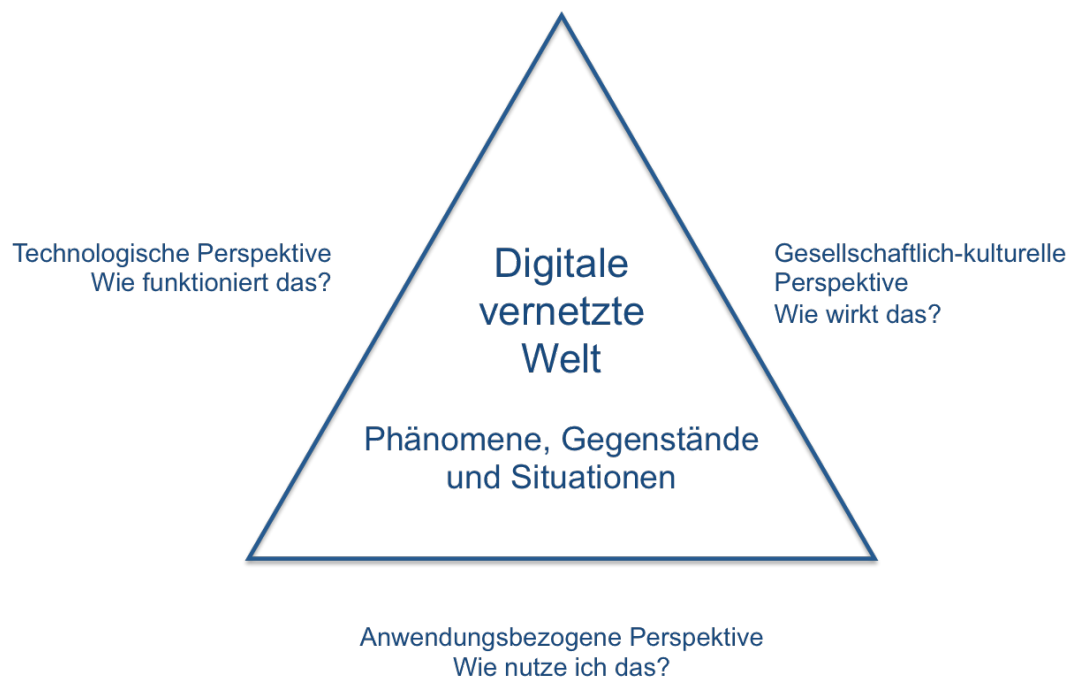 Technologische Perspektive
Wie funktioniert das?
Digitale
vernetzte
Welt
Phänomene, Gegenstände
und Situationen
Gesellschaftlich-kulturelle
Perspektive
Wie wirkt das?
Anwendungsbezogene Perspektive
Wie nutze ich das?